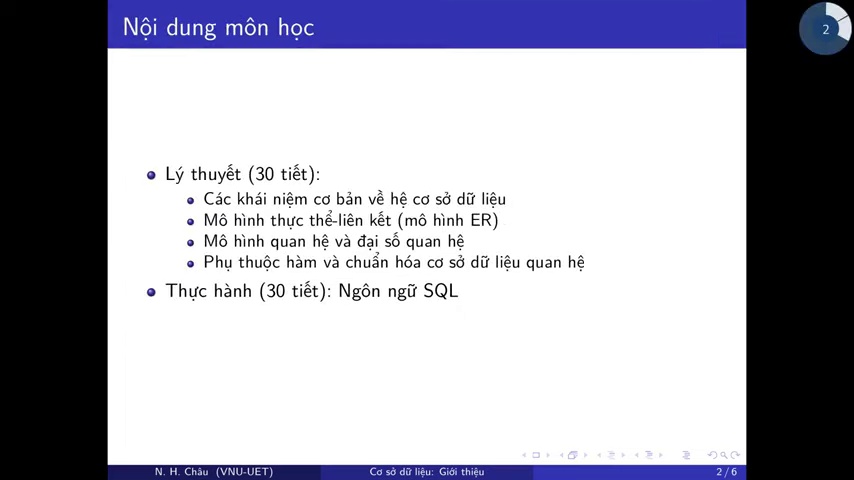 Nội dung môn học
2
Lý thuyết (30 tiết):
Các khái niệm cơ bản về hệ cơ sở dữ liệu
Mô hình thực thể-liên kết (mô hình ER)
Mô hình quan hệ và đại số quan hệ
Phụ thuộc hàm và chuẩn hóa cơ sở dữ liệu quan hệ
Thực hành (30 tiết): Ngôn ngữ SQL
N. H. Châu (VNU-UET) Cơ sở dữ liệu: Giới thiệu 2 / 6